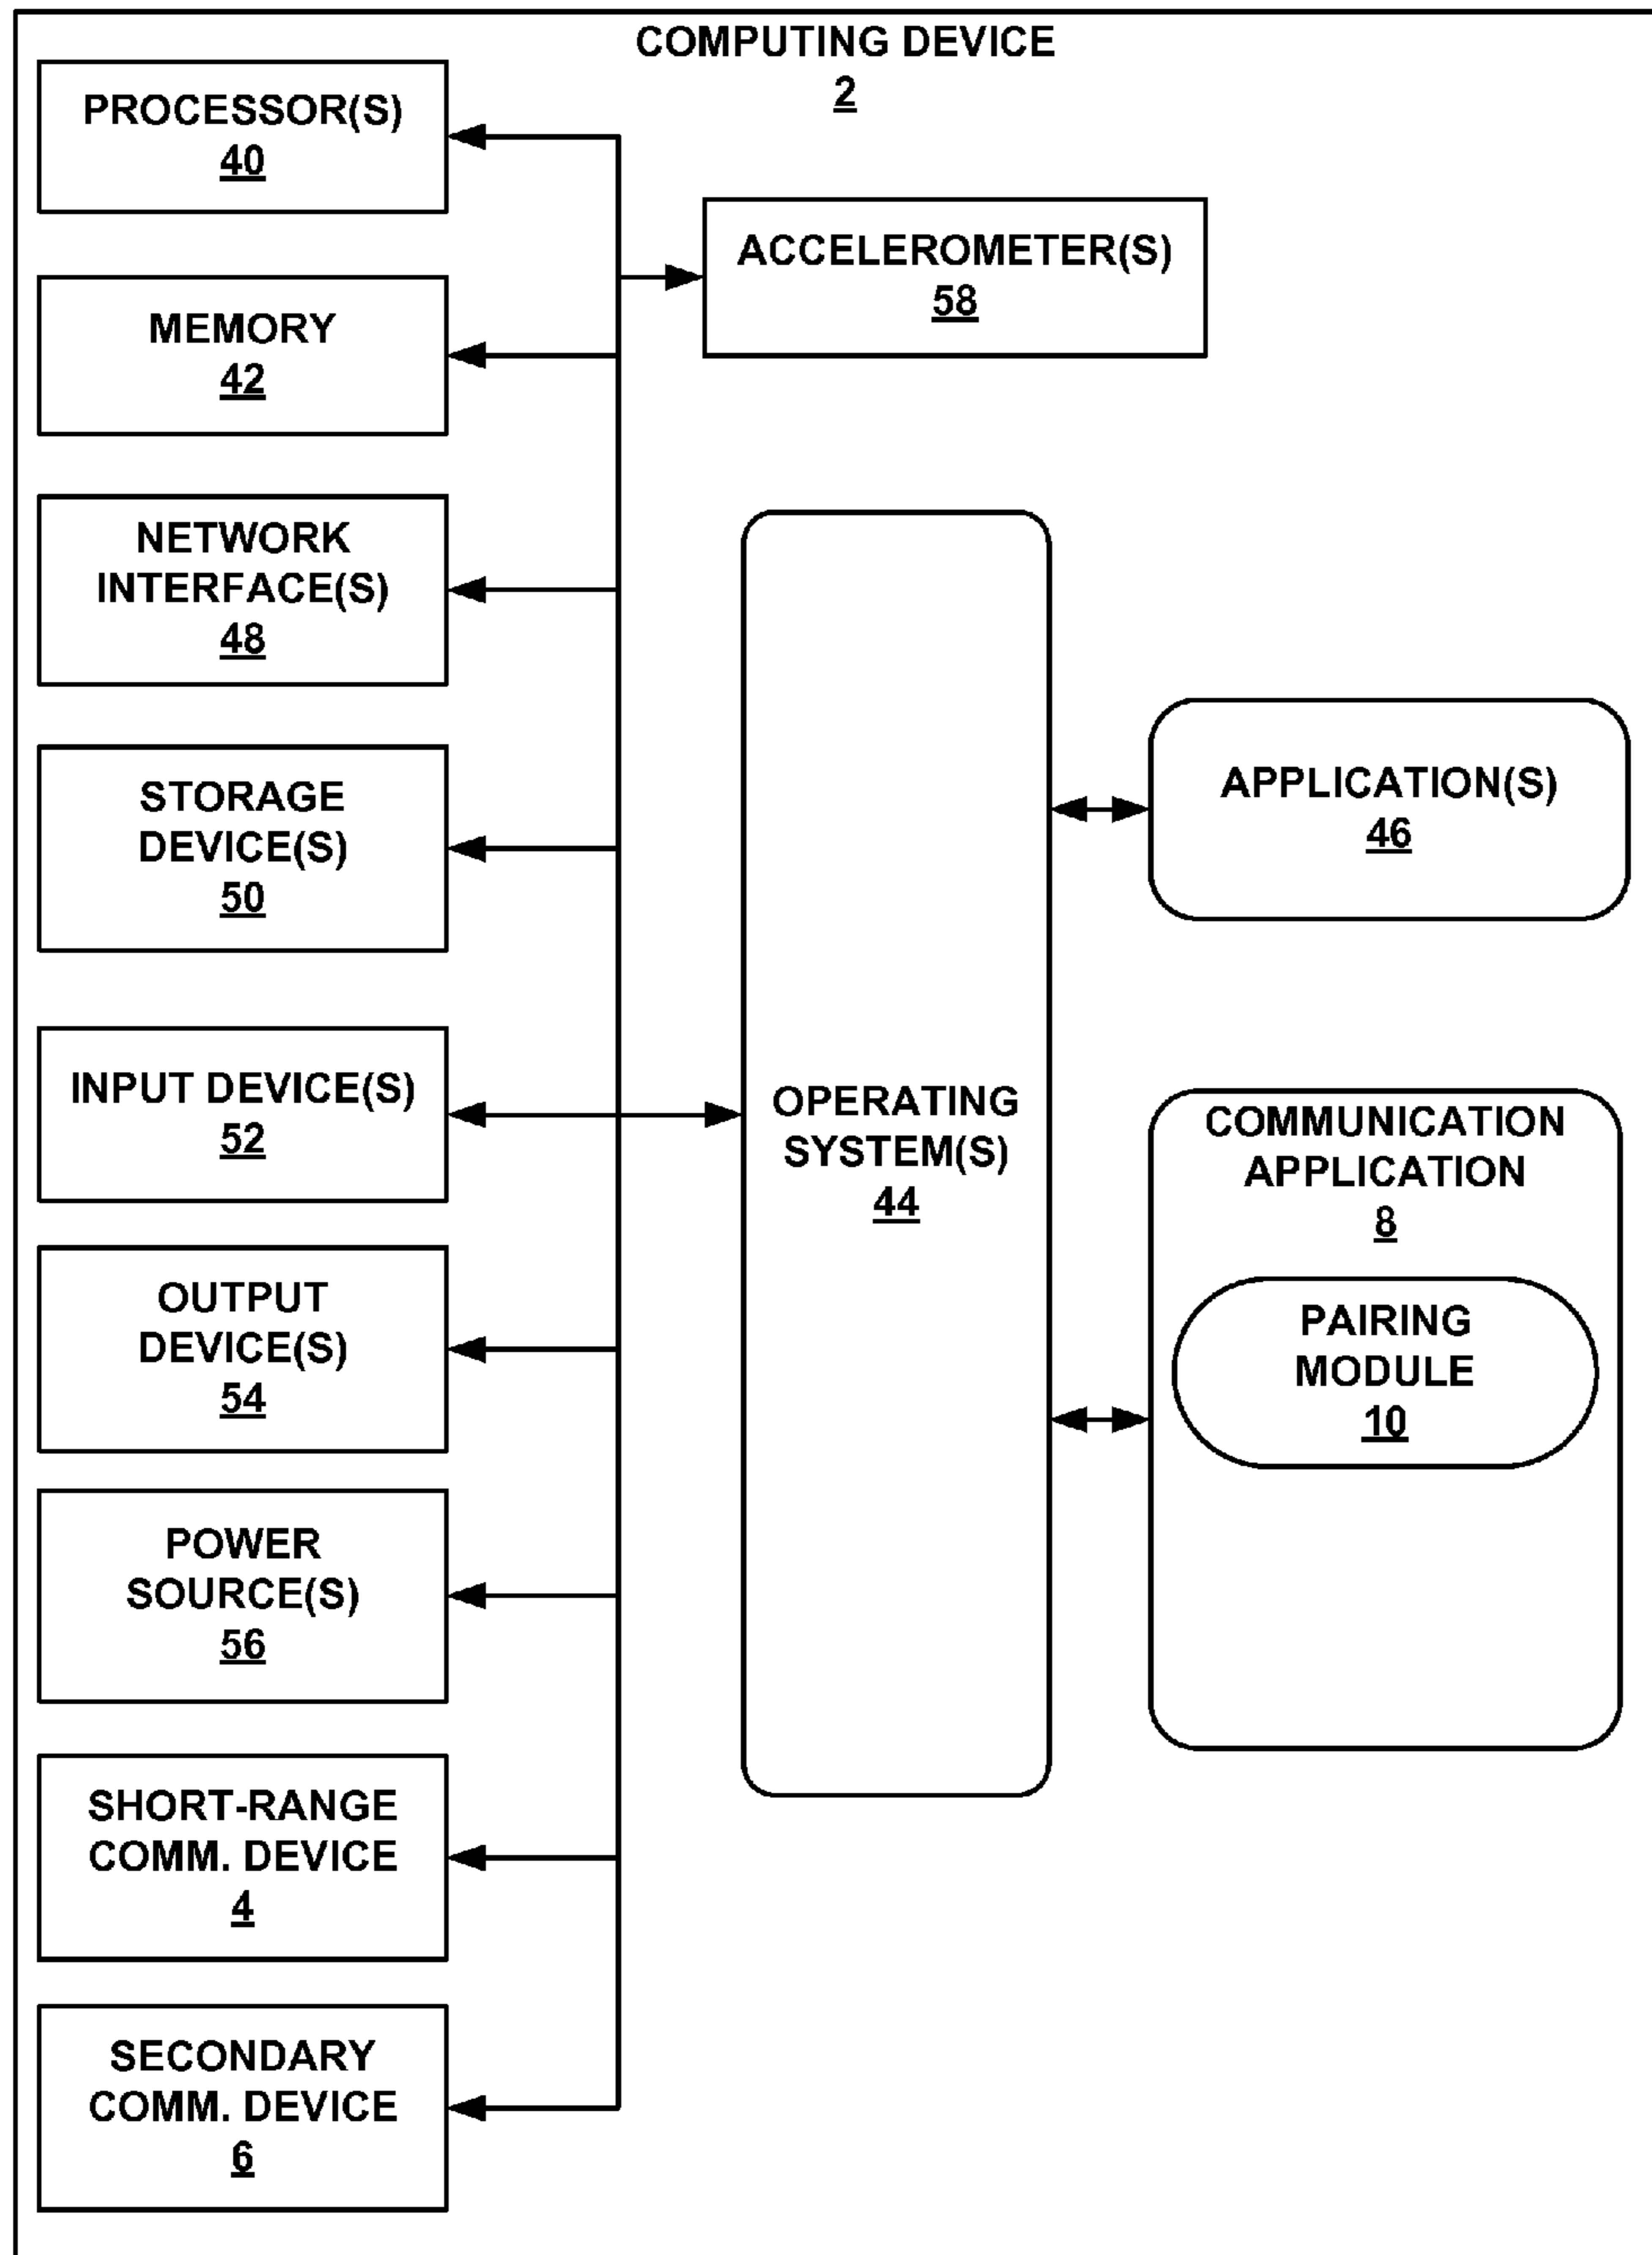 COMPUTING DEVICE
2
PROCESSOR(S)
40
ACCELEROMETER(S)
58
MEMORY
42
NETWORK
INTERFACE(S)
48
STORAGE
DEVICE(S)
50
INPUT DEVICE(S)
52
OUTPUT
DEVICE(S)
54
POWER
SOURCE(S)
56
SHORT-RANGE
COMM. DEVICE
4
SECONDARY
COMM. DEVICE
6
OPERATING
SYSTEM(S)
44
APPLICATION(S)
46
COMMUNICATION
APPLICATION
8
PAIRING
MODULE
10